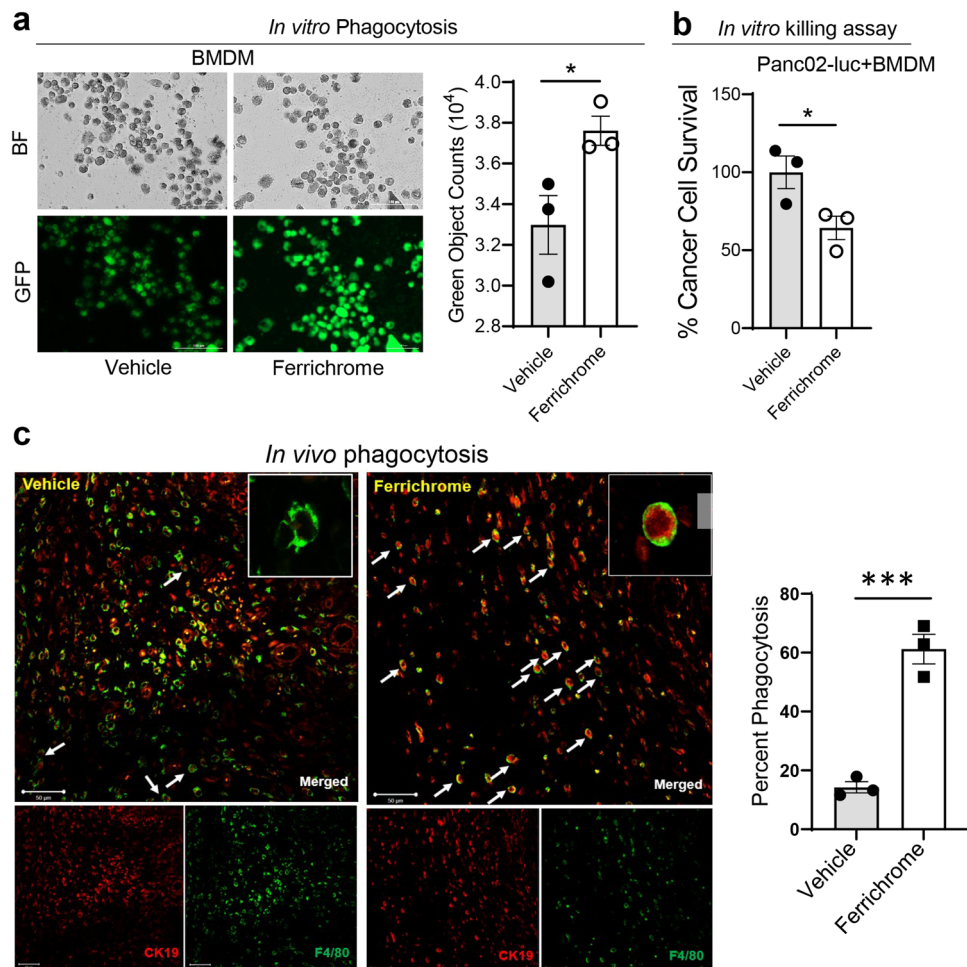 a
In vitro Phagocytosis
BMDM
BF
GFP
Vehicle
Ferrichrome
Green Object Counts (10⁴)
4.0
3.8
3.6
3.4
3.2
3.0
2.8
*
Vehicle
Ferrichrome
b
In vitro killing assay
Panc02-luc+BMDM
% Cancer Cell Survival
150
100
50
0
*
Vehicle
Ferrichrome
c
In vivo phagocytosis
Vehicle
Merged
50 µm
Ferrichrome
Merged
50 µm
CK19
F4/80
CK19
F4/80
Percent Phagocytosis
80
60
40
20
0
***
Vehicle
Ferrichrome